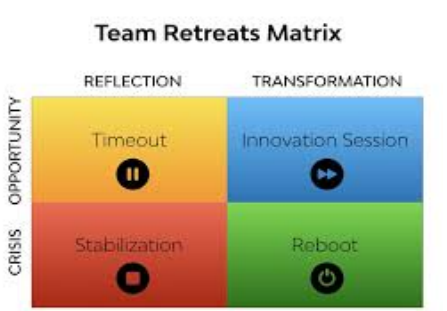 Team Retreats Matrix
REFLECTION TRANSFORMATION
OPPORTUNITY
Timeout Innovation Session
CRISIS
Stabilization Reboot